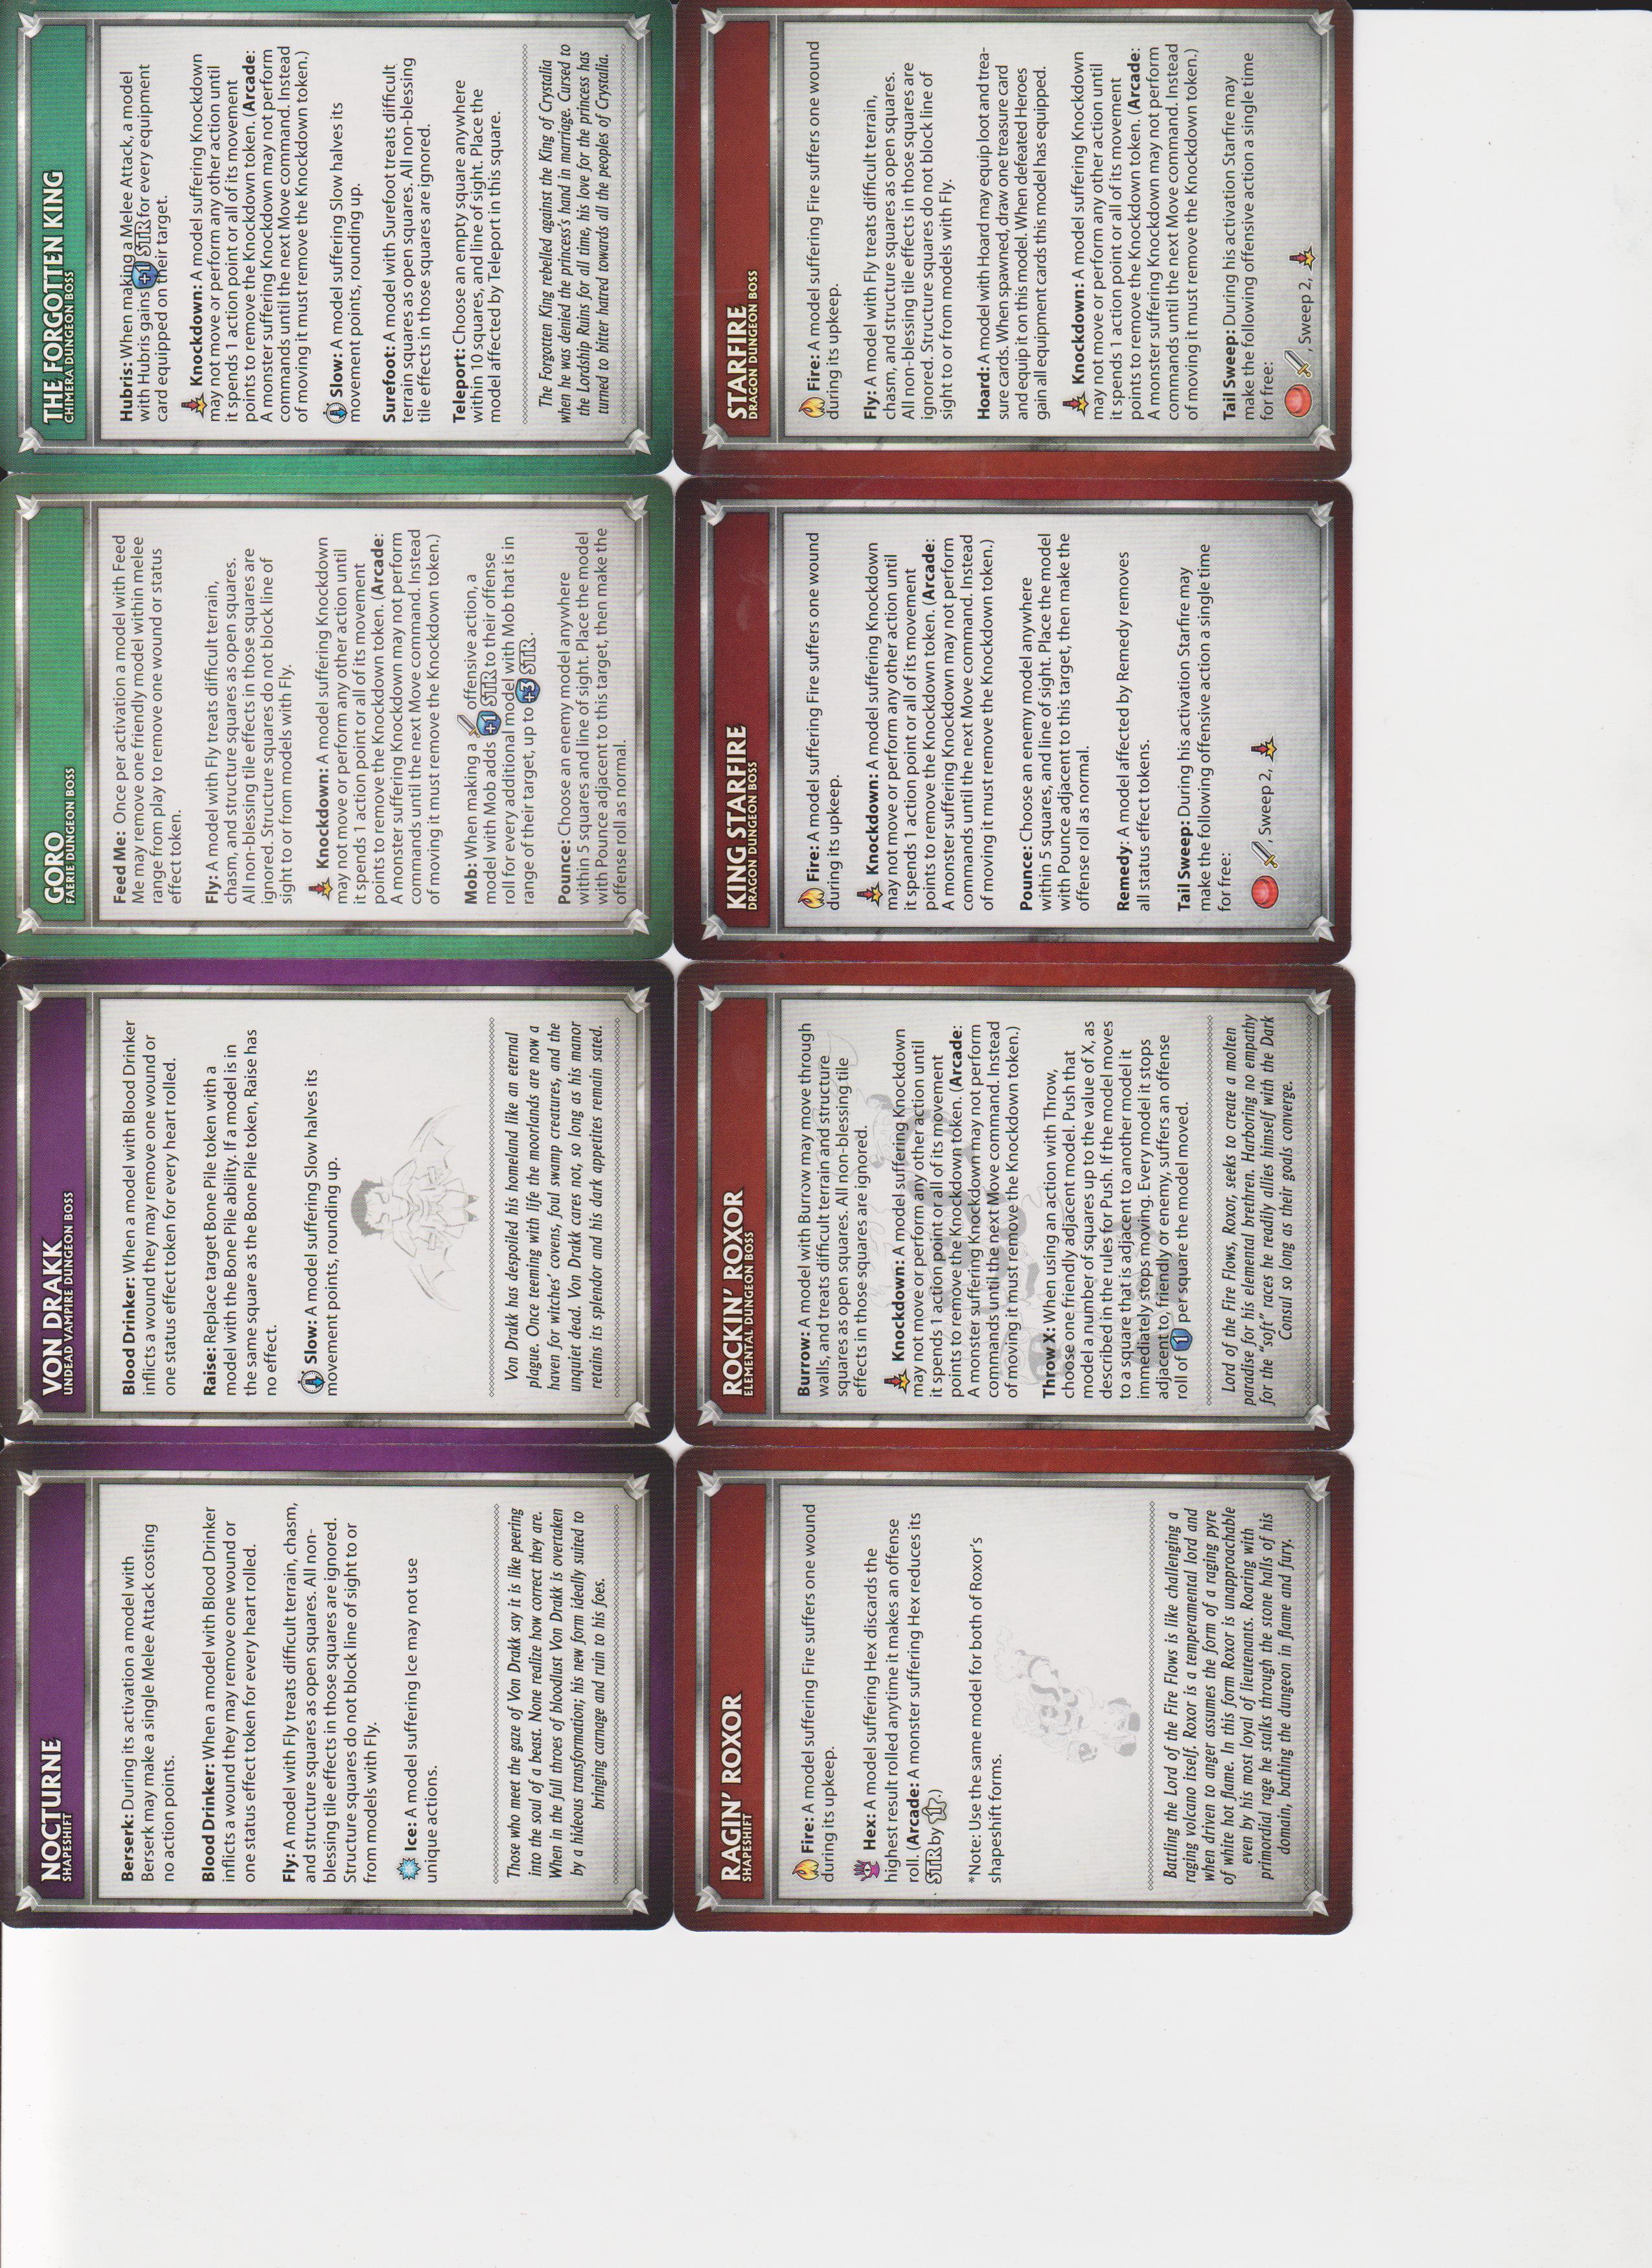 NOCTURNE
SHAPESHIFT
Berserk: During its activation a model with
Berserk may make a single Melee Attack costing
no action points.
Blood Drinker: When a model with Blood Drinker
inflicts a wound they may remove one wound or
one status effect token for every heart rolled.
Fly: A model with Fly treats difficult terrain, chasm,
and structure squares as open squares. All non-
blessing tile effects in those squares are ignored.
Structure squares do not block line of sight to or
from models with Fly.
Ice: A model suffering Ice may not use
unique actions.
Those who meet the gaze of Von Drakk say it is like peering
into the soul of a beast. None realize how correct they are.
When in the full throes of bloodlust Von Drakk is overtaken
by a hideous transformation; his new form ideally suited to
bringing carnage and ruin to his foes.
VON DRAKK
UNDEAD VAMPIRE DUNGEON BOSS
Blood Drinker: When a model with Blood Drinker
inflicts a wound they may remove one wound or
one status effect token for every heart rolled.
Raise: Replace target Bone Pile token with a
model with the Bone Pile ability. If a model is in
the same square as the Bone Pile token, Raise has
no effect.
Slow: A model suffering Slow halves its
movement points, rounding up.
Von Drakk has despoiled his homeland like an eternal
plague. Once teeming with life the moorlands are now a
haven for witches' covens, foul swamp creatures, and the
unquiet dead. Von Drakk cares not, so long as his manor
retains its splendor and his dark appetites remain sated.
GORO
FAERIE DUNGEON BOSS
Feed Me: Once per activation a model with Feed
Me may remove one friendly model within melee
range from play to remove one wound or status
effect token.
Fly: A model with Fly treats difficult terrain,
chasm, and structure squares as open squares.
All non-blessing tile effects in those squares are
ignored. Structure squares do not block line of
sight to or from models with Fly.
Knockdown: A model suffering Knockdown
may not move or perform any other action until
it spends 1 action point or all of its movement
points to remove the Knockdown token. (Arcade:
A monster suffering Knockdown may not perform
commands until the next Move command. Instead
of moving it must remove the Knockdown token.)
Mob: When making a offensive action, a
model with Mob adds +1 STR to their offense
roll for every additional model with Mob that is in
range of their target, up to +3 STR.
Pounce: Choose an enemy model anywhere
within 5 squares and line of sight. Place the model
with Pounce adjacent to this target, then make the
offense roll as normal.
THE FORGOTTEN KING
CHIMERA DUNGEON BOSS
Hubris: When making a Melee Attack, a model
with Hubris gains +1 STR for every equipment
card equipped on their target.
Knockdown: A model suffering Knockdown
may not move or perform any other action until
it spends 1 action point or all of its movement
points to remove the Knockdown token. (Arcade:
A monster suffering Knockdown may not perform
commands until the next Move command. Instead
of moving it must remove the Knockdown token.)
Slow: A model suffering Slow halves its
movement points, rounding up.
Surefoot: A model with Surefoot treats difficult
terrain squares as open squares. All non-blessing
tile effects in those squares are ignored.
Teleport: Choose an empty square anywhere
within 10 squares, and line of sight. Place the
model affected by Teleport in this square.
The Forgotten King rebelled against the King of Crystalia
when he was denied the princess's hand in marriage. Cursed to
the Lordship Ruins for all time, his love for the princess has
turned to bitter hatred towards all the peoples of Crystalia.
RAGIN' ROXOR
SHAPESHIFT
Fire: A model suffering Fire suffers one wound
during its upkeep.
Hex: A model suffering Hex discards the
highest result rolled anytime it makes an offense
roll. (Arcade: A monster suffering Hex reduces its
STR by 1.)
*Note: Use the same model for both of Roxor's
shapeshift forms.
Battling the Lord of the Fire Flows is like challenging a
raging volcano itself. Roxor is a temperamental lord and
when driven to anger assumes the form of a raging pyre
of white hot flame. In this form Roxor is unapproachable
even by his most loyal of lieutenants. Roaring with
primordial rage he stalks through the stone halls of his
domain, bathing the dungeon in flame and fury.
ROCKIN' ROXOR
ELEMENTAL DUNGEON BOSS
Burrow: A model with Burrow may move through
walls, and treats difficult terrain and structure
squares as open squares. All non-blessing tile
effects in those squares are ignored.
Knockdown: A model suffering Knockdown
may not move or perform any other action until
it spends 1 action point or all of its movement
points to remove the Knockdown token. (Arcade:
A monster suffering Knockdown may not perform
commands until the next Move command. Instead
of moving it must remove the Knockdown token.)
Throw X: When using an action with Throw,
choose one friendly adjacent model. Push that
model a number of squares up to the value of X, as
described in the rules for Push. If the model moves
to a square that is adjacent to another model it
immediately stops moving. Every model it stops
adjacent to, friendly or enemy, suffers an offense
roll of 1 per square the model moved.
Lord of the Fire Flows, Roxor, seeks to create a molten
paradise for his elemental brethren. Harboring no empathy
for the "soft" races he readily allies himself with the Dark
Consul so long as their goals converge.
KING STARFIRE
DRAGON DUNGEON BOSS
Fire: A model suffering Fire suffers one wound
during its upkeep.
Knockdown: A model suffering Knockdown
may not move or perform any other action until
it spends 1 action point or all of its movement
points to remove the Knockdown token. (Arcade:
A monster suffering Knockdown may not perform
commands until the next Move command. Instead
of moving it must remove the Knockdown token.)
Pounce: Choose an enemy model anywhere
within 5 squares, and line of sight. Place the model
with Pounce adjacent to this target, then make the
offense roll as normal.
Remedy: A model affected by Remedy removes
all status effect tokens.
Tail Sweep: During his activation Starfire may
make the following offensive action a single time
for free:
, Sweep 2,
STARFIRE
DRAGON DUNGEON BOSS
Fire: A model suffering Fire suffers one wound
during its upkeep.
Fly: A model with Fly treats difficult terrain,
chasm, and structure squares as open squares.
All non-blessing tile effects in those squares are
ignored. Structure squares do not block line of
sight to or from models with Fly.
Hoard: A model with Hoard may equip loot and trea-
sure cards. When spawned, draw one treasure card
and equip it on this model. When defeated Heroes
gain all equipment cards this model has equipped.
Knockdown: A model suffering Knockdown
may not move or perform any other action until
it spends 1 action point or all of its movement
points to remove the Knockdown token. (Arcade:
A monster suffering Knockdown may not perform
commands until the next Move command. Instead
of moving it must remove the Knockdown token.)
Tail Sweep: During his activation Starfire may
make the following offensive action a single time
for free:
, Sweep 2,